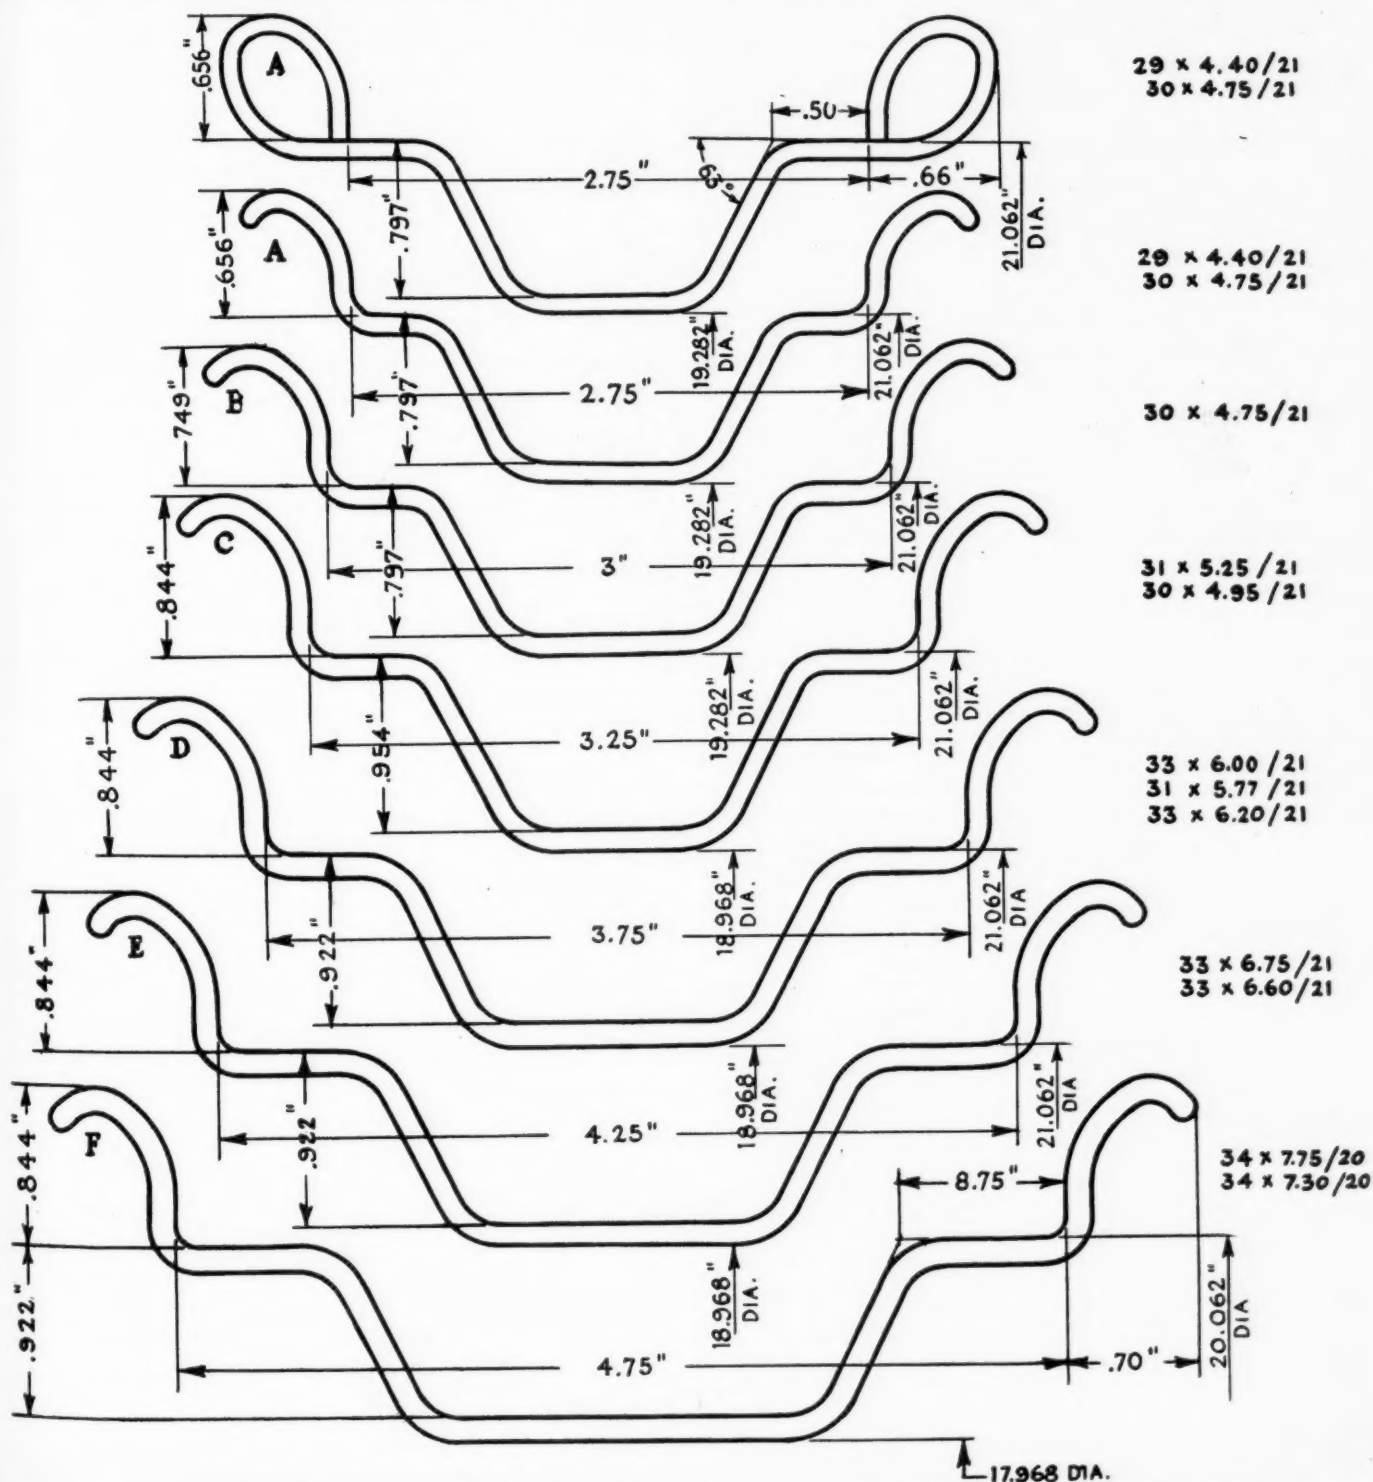 A
.656"
.797"
2.75"
.50
63°
.66"
21.062"
DIA.
19.282"
DIA.
29 x 4.40/21
30 x 4.75/21
A
.656"
.797"
2.75"
21.062"
DIA.
19.282"
DIA.
29 x 4.40/21
30 x 4.75/21
B
.749"
.797"
3"
21.062"
DIA.
19.282"
DIA.
30 x 4.75/21
C
.844"
.954"
3.25"
21.062"
DIA.
18.968"
DIA.
31 x 5.25/21
30 x 4.95/21
D
.844"
.922"
3.75"
21.062"
DIA
18.968"
DIA.
33 x 6.00/21
31 x 5.77/21
33 x 6.20/21
E
.844"
.922"
4.25"
21.062"
DIA
18.968"
DIA.
33 x 6.75/21
33 x 6.60/21
F
.844"
.922"
4.75"
8.75"
.70"
20.062"
DIA
17.968 DIA.
34 x 7.75/20
34 x 7.30/20